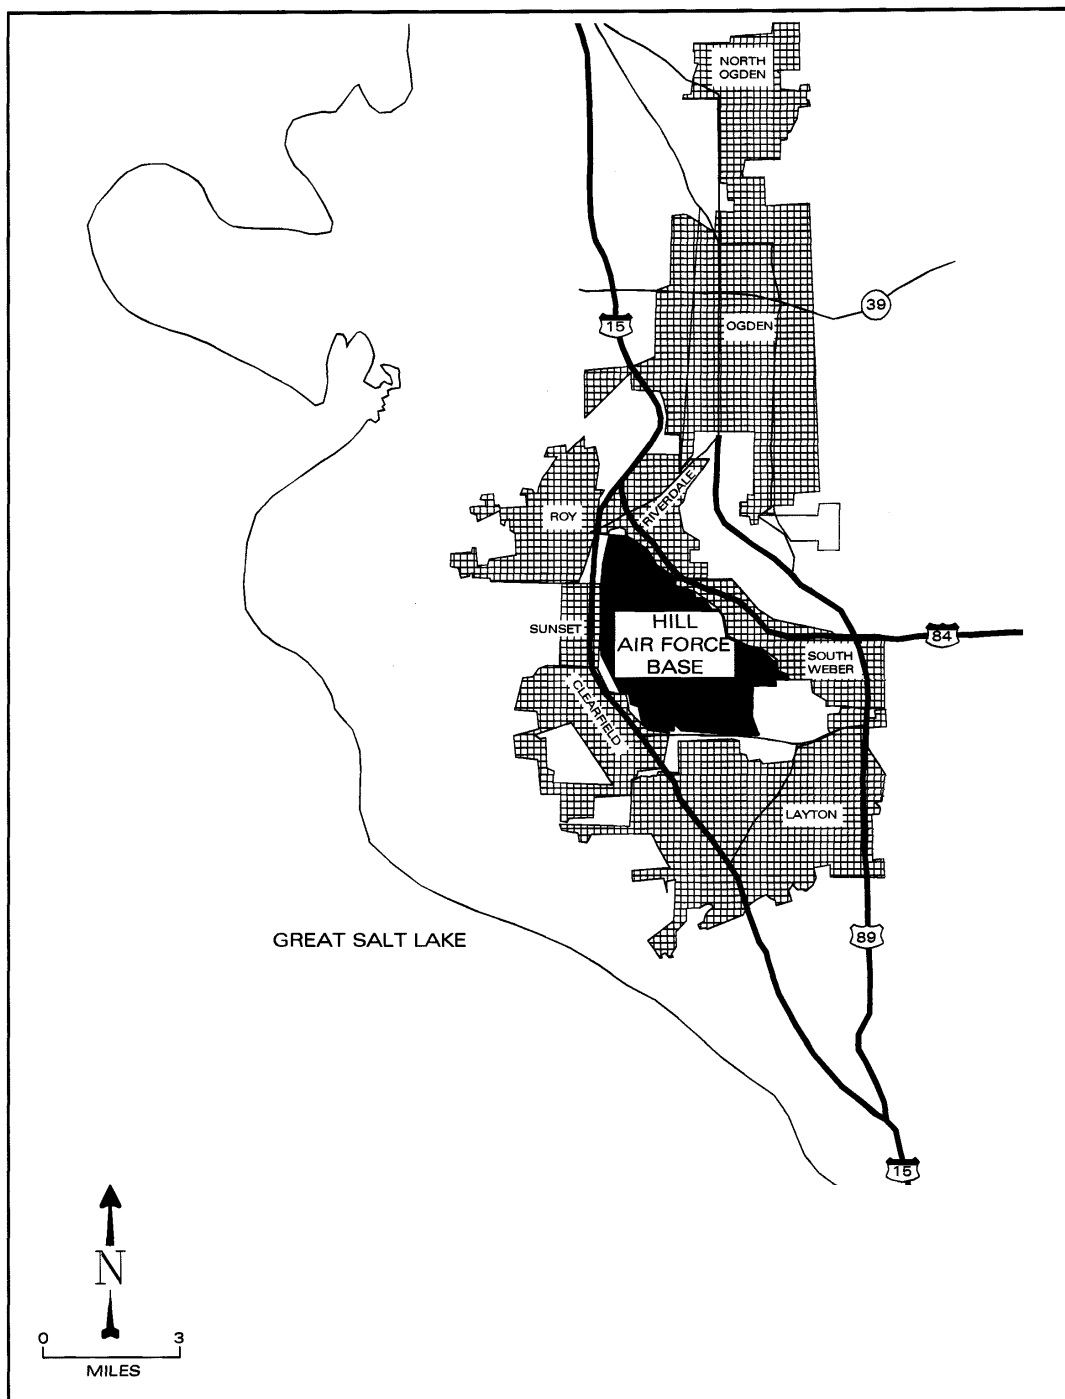 NORTH
OGDEN
39
15
OGDEN
RIVERDALE
ROY
HILL
AIR FORCE
BASE
SUNSET
84
SOUTH
WEBER
CLEARFIELD
LAYTON
89
GREAT SALT LAKE
15
N
0 3
MILES